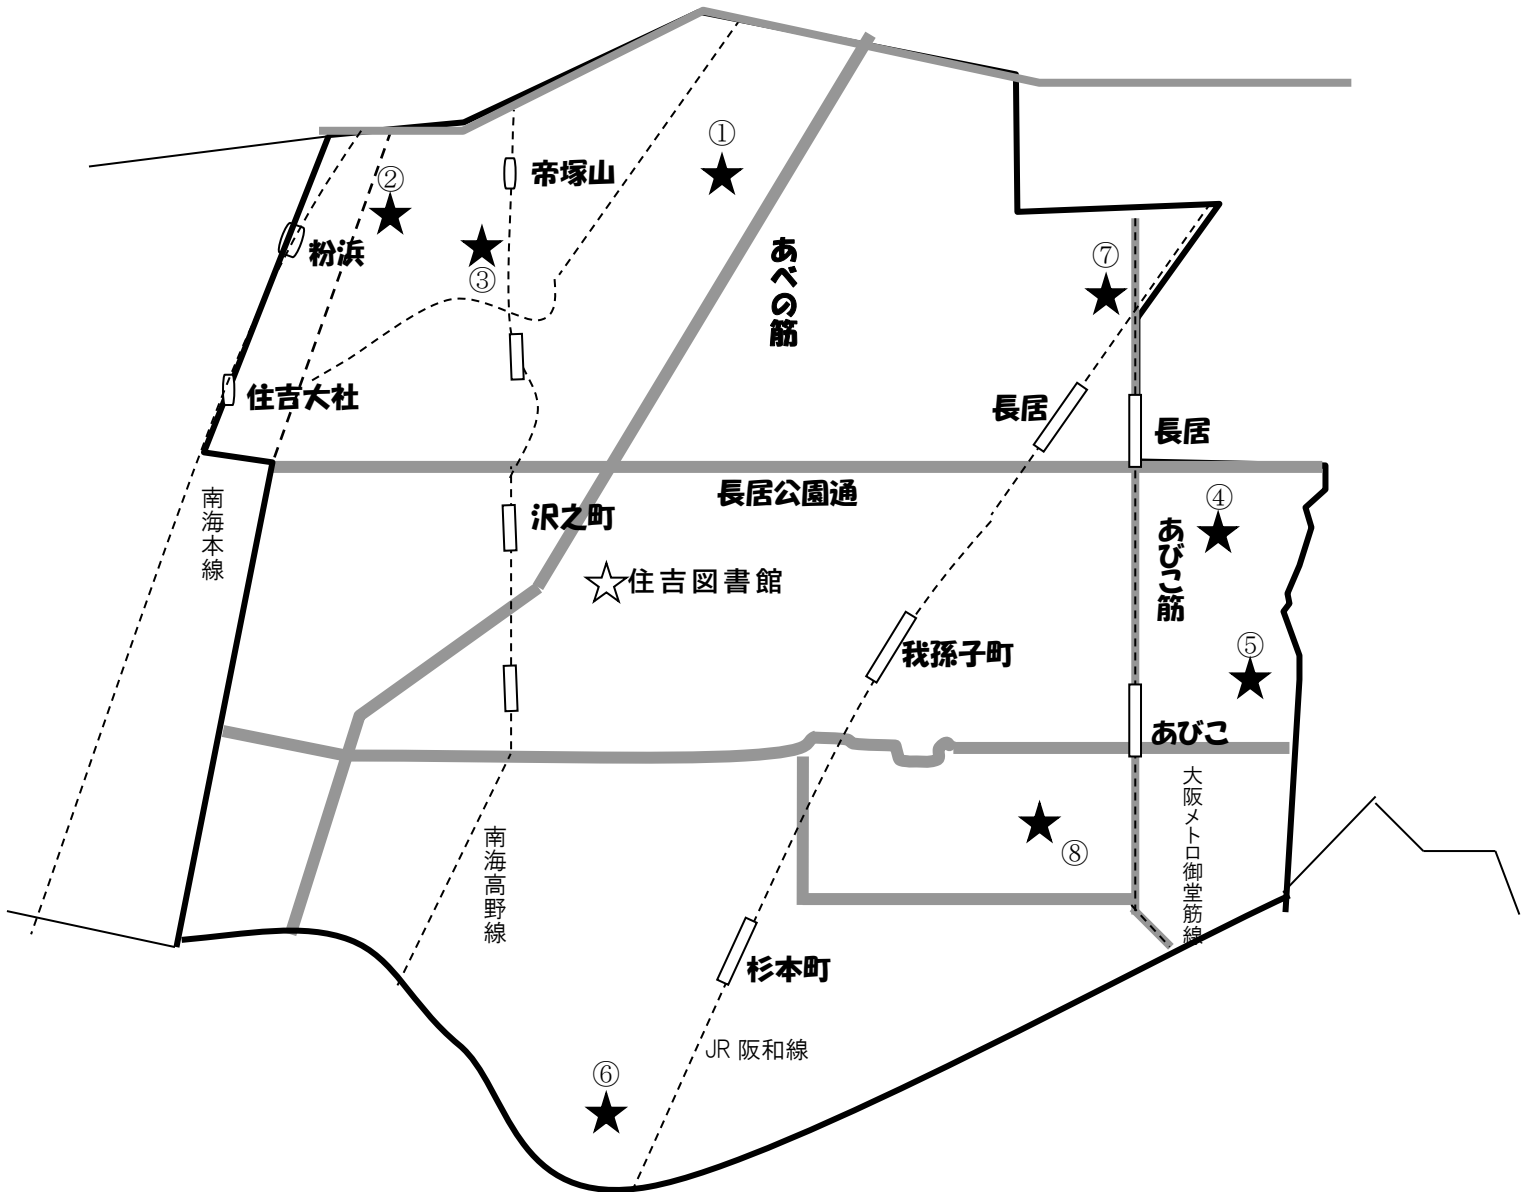 ①
帝塚山
②
粉浜
③
あべの筋
⑦
住吉大社
長居
長居
長居公園通
南海本線
沢之町
④
あびこ筋
☆住吉図書館
⑤
我孫子町
あびこ
大阪メトロ御堂筋線
南海高野線
⑧
杉本町
JR 阪和線
⑥